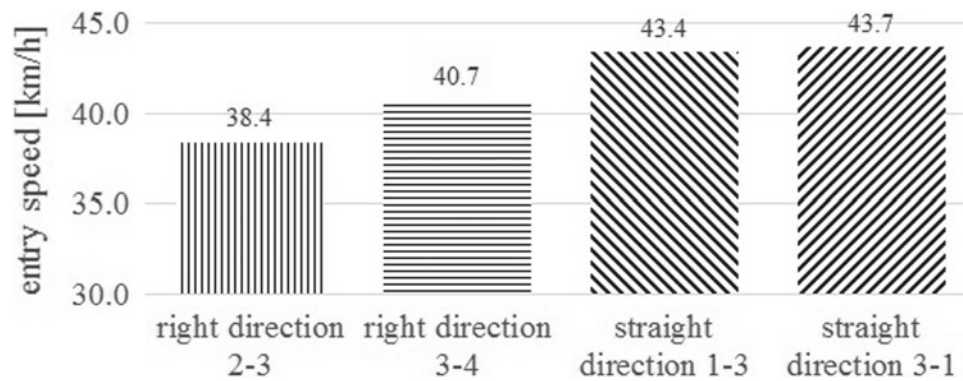 entry speed [km/h]
45.0
40.0
35.0
30.0
38.4
40.7
43.4
43.7
right direction
2-3
right direction
3-4
straight
direction 1-3
straight
direction 3-1